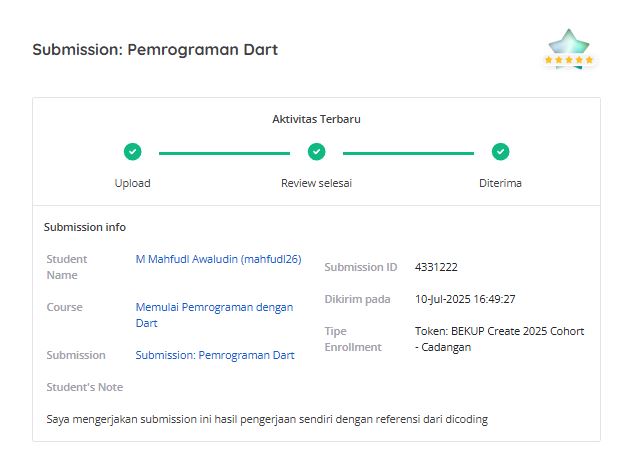 Submission: Pemrograman Dart
Aktivitas Terbaru
Upload
Review selesai
Diterima
Submission info
Student
Name
M Mahfudl Awaludin (mahfudl26)
Course
Memulai Pemrograman dengan
Dart
Submission
Submission: Pemrograman Dart
Student's Note
Submission ID
4331222
Dikirim pada
10-Jul-2025 16:49:27
Tipe
Enrollment
Token: BEKUP Create 2025 Cohort
- Cadangan
Saya mengerjakan submission ini hasil pengerjaan sendiri dengan referensi dari dicoding